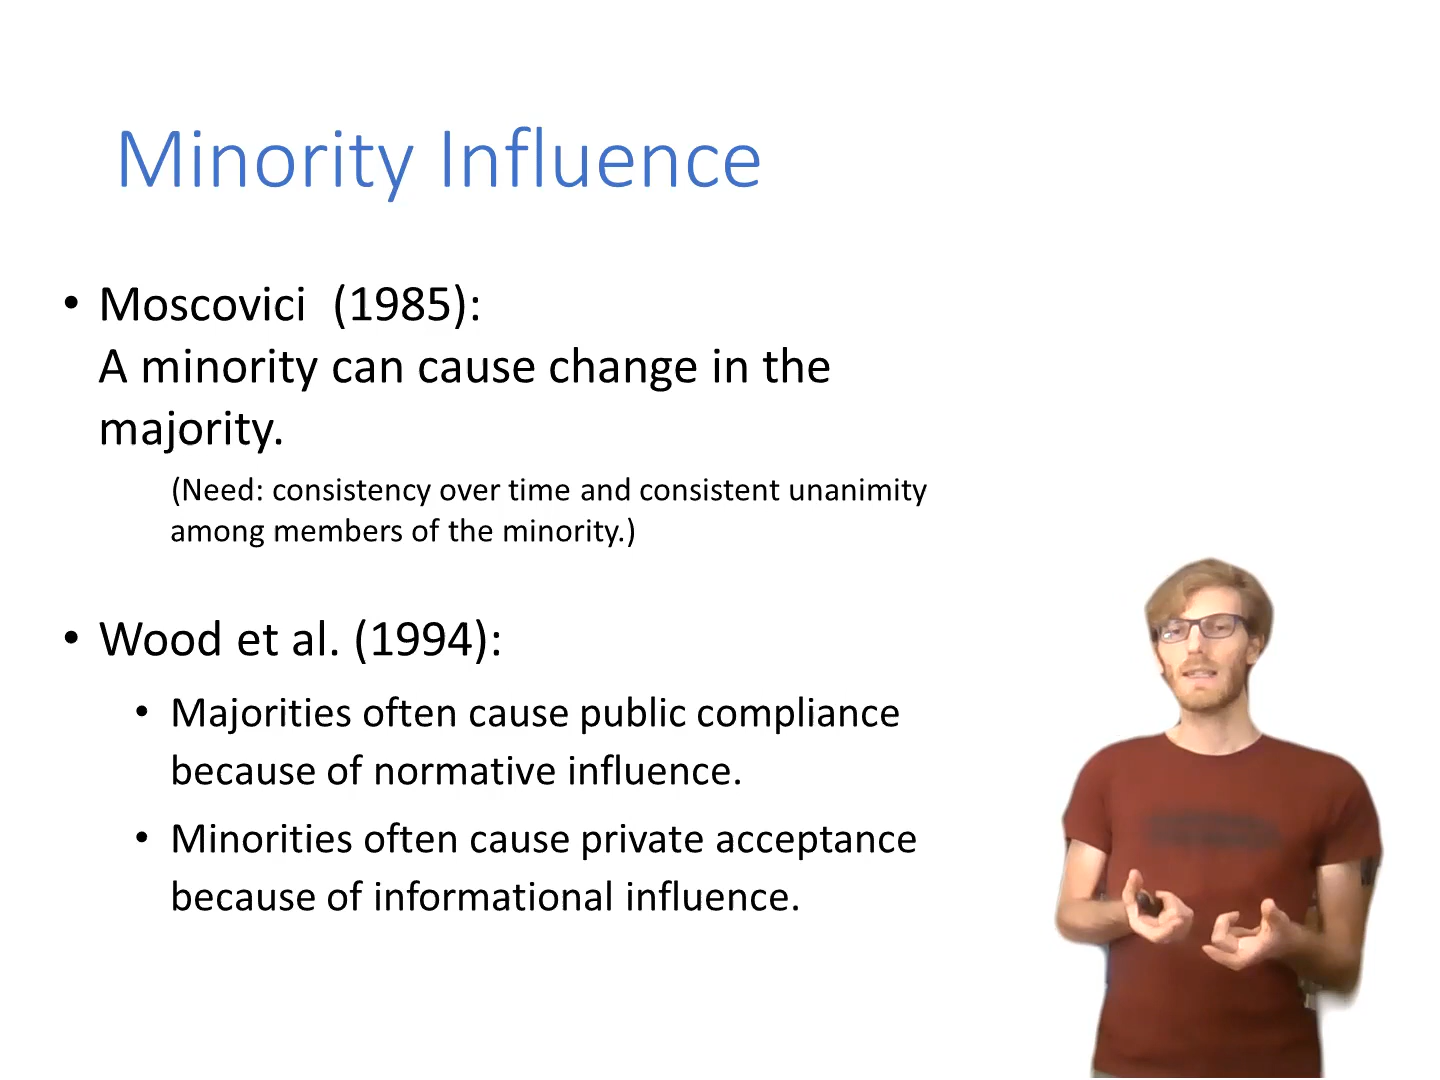 Minority Influence
• Moscovici  (1985):
A minority can cause change in the
majority.
(Need: consistency over time and consistent unanimity
among members of the minority.)
• Wood et al. (1994):
• Majorities often cause public compliance
because of normative influence.
• Minorities often cause private acceptance
because of informational influence.